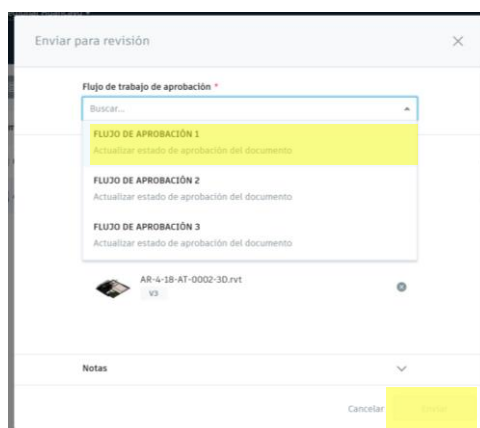 Enviar para revisión
Flujo de trabajo de aprobación *
Buscar...
FLUJO DE APROBACIÓN 1
Actualizar estado de aprobación del documento
FLUJO DE APROBACIÓN 2
Actualizar estado de aprobación del documento
FLUJO DE APROBACIÓN 3
Actualizar estado de aprobación del documento
AR-4-18-AT-0002-3D.rvt
V3
Notas
Cancelar
Enviar